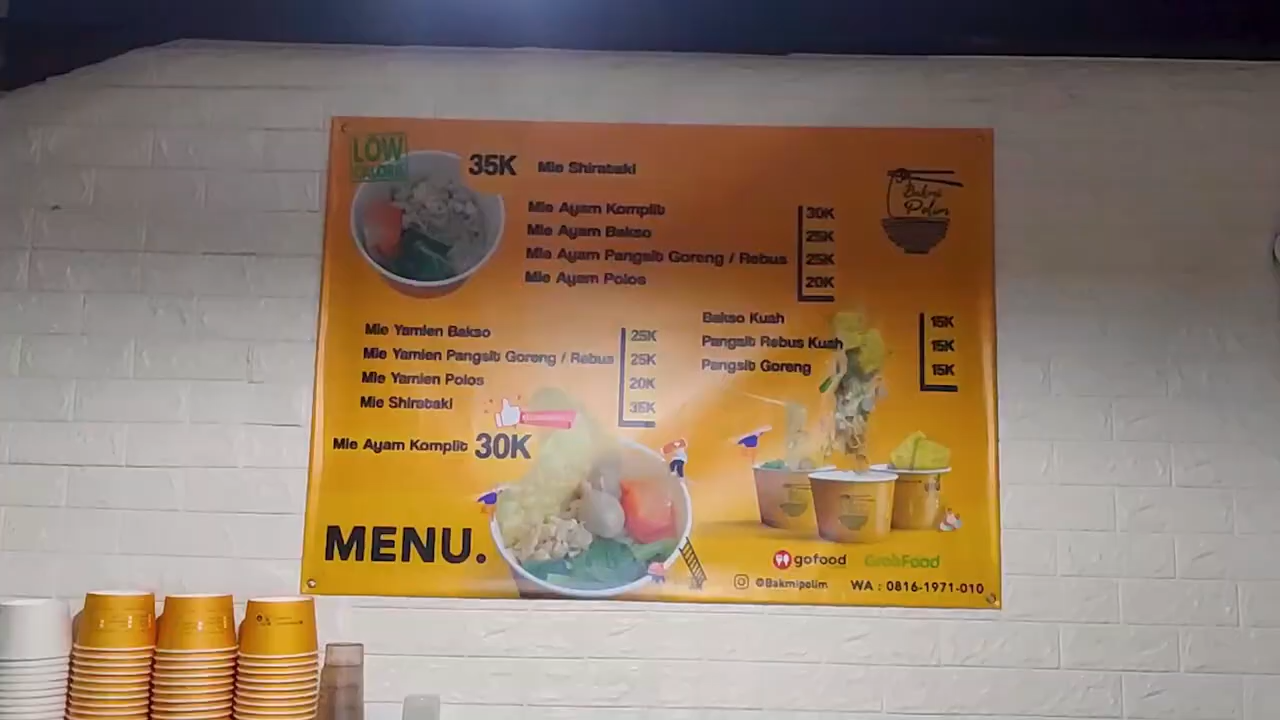 LOW
CALORIE
35K Mie Shirataki
Mie Ayam Komplit 30K
Mie Ayam Bakso 25K
Mie Ayam Pangsit Goreng / Rebus 25K
Mie Ayam Polos 20K
Bakmi
Polim
Mie Yamien Bakso 25K
Mie Yamien Pangsit Goreng / Rebus 25K
Mie Yamien Polos 20K
Mie Shirataki 35K
Bakso Kuah 15K
Pangsit Rebus Kuah 15K
Pangsit Goreng 15K
Mie Ayam Komplit 30K
MENU.
gofood GrabFood
@Bakmipolim WA : 0816-1971-010